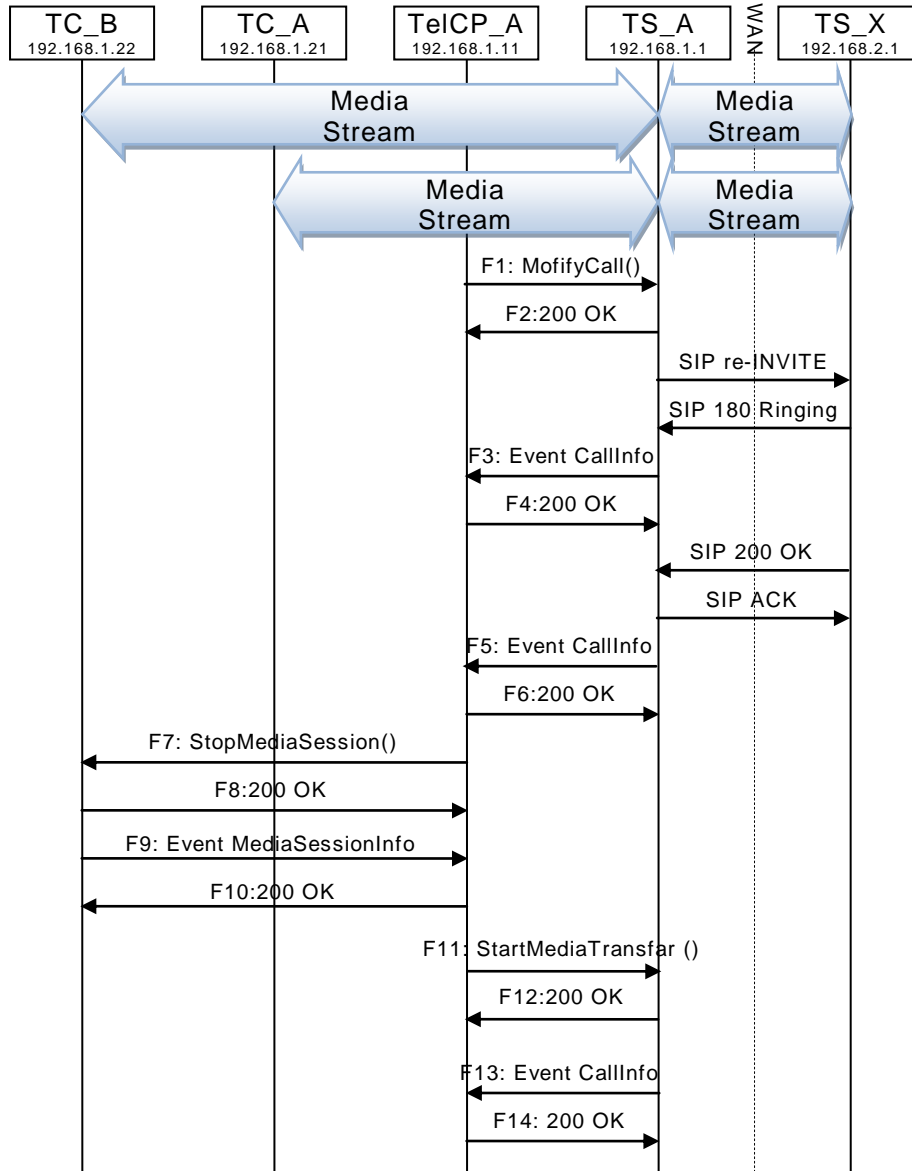 TC_B
192.168.1.22
TC_A
192.168.1.21
TelCP_A
192.168.1.11
TS_A
192.168.1.1
WAN
TS_X
192.168.2.1
Media
Stream
Media
Stream
Media
Stream
Media
Stream
F1: MofifyCall()
F2:200 OK
SIP re-INVITE
SIP 180 Ringing
F3: Event CallInfo
F4:200 OK
SIP 200 OK
SIP ACK
F5: Event CallInfo
F6:200 OK
F7: StopMediaSession()
F8:200 OK
F9: Event MediaSessionInfo
F10:200 OK
F11: StartMediaTransfar ()
F12:200 OK
F13: Event CallInfo
F14: 200 OK